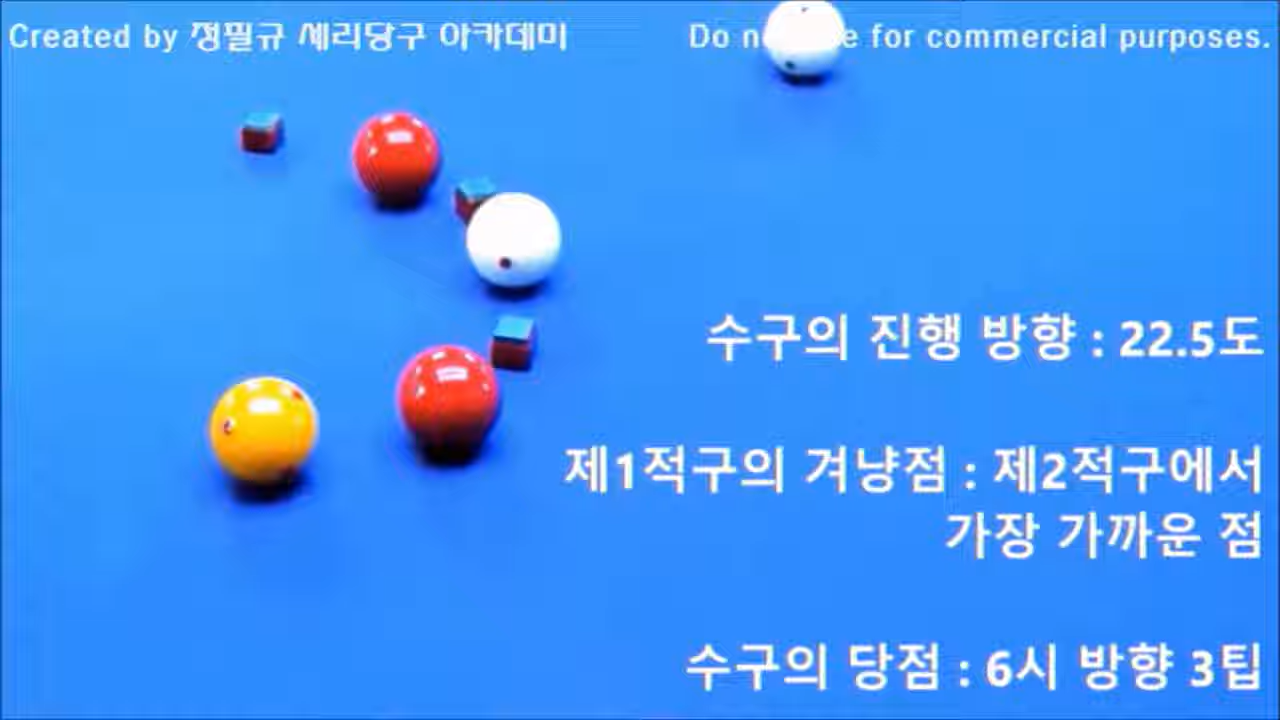 Created by 정필규 세리당구 아카데미
Do n e for commercial purposes.
수구의 진행 방향 : 22.5도
제1적구의 겨냥점 : 제2적구에서
가장 가까운 점
수구의 당점 : 6시 방향 3팁